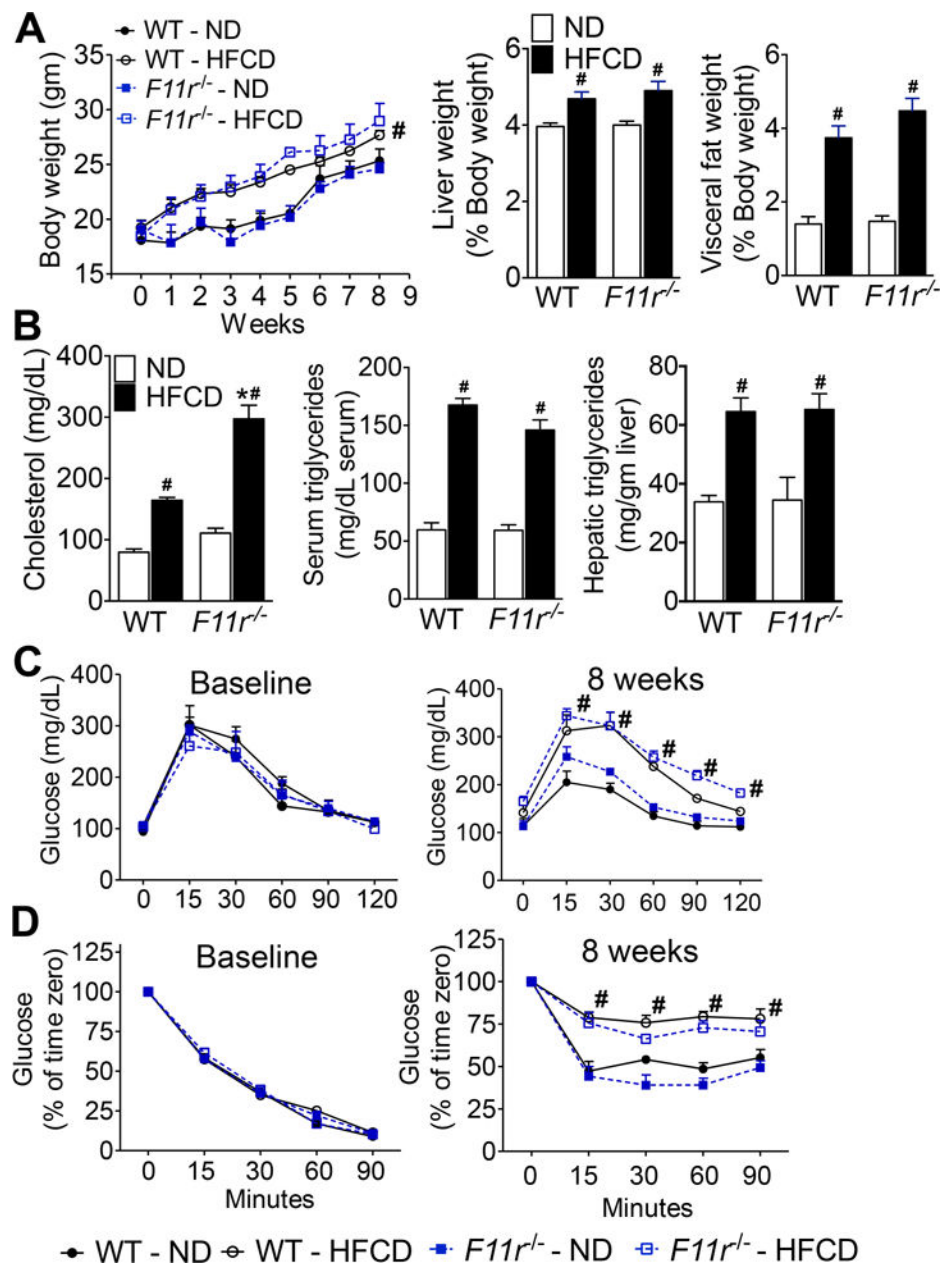 A
WT - ND
WT - HFCD
F11r-/- - ND
F11r-/- - HFCD
Body weight (gm)
35
30
25
20
15
#
0 1 2 3 4 5 6 7 8 9
Weeks
ND
HFCD
Liver weight
(% Body weight)
6
4
2
0
# #
WT F11r-/-
Visceral fat weight
(% Body weight)
6
4
2
0
# #
WT F11r-/-
B
ND
HFCD
Cholesterol (mg/dL)
400
300
200
100
0
# *#
WT F11r-/-
Serum triglycerides
(mg/dL serum)
200
150
100
50
0
# #
WT F11r-/-
Hepatic triglycerides
(mg/gm liver)
80
60
40
20
0
# #
WT F11r-/-
C
Baseline
Glucose (mg/dL)
400
300
200
100
0
0 15 30 60 90 120
8 weeks
Glucose (mg/dL)
400
300
200
100
0
# # # # #
0 15 30 60 90 120
D
Baseline
Glucose
(% of time zero)
125
100
75
50
25
0
0 15 30 60 90
Minutes
8 weeks
Glucose
(% of time zero)
125
100
75
50
25
0
# # # #
0 15 30 60 90
Minutes
WT - ND WT - HFCD F11r-/- - ND F11r-/- - HFCD